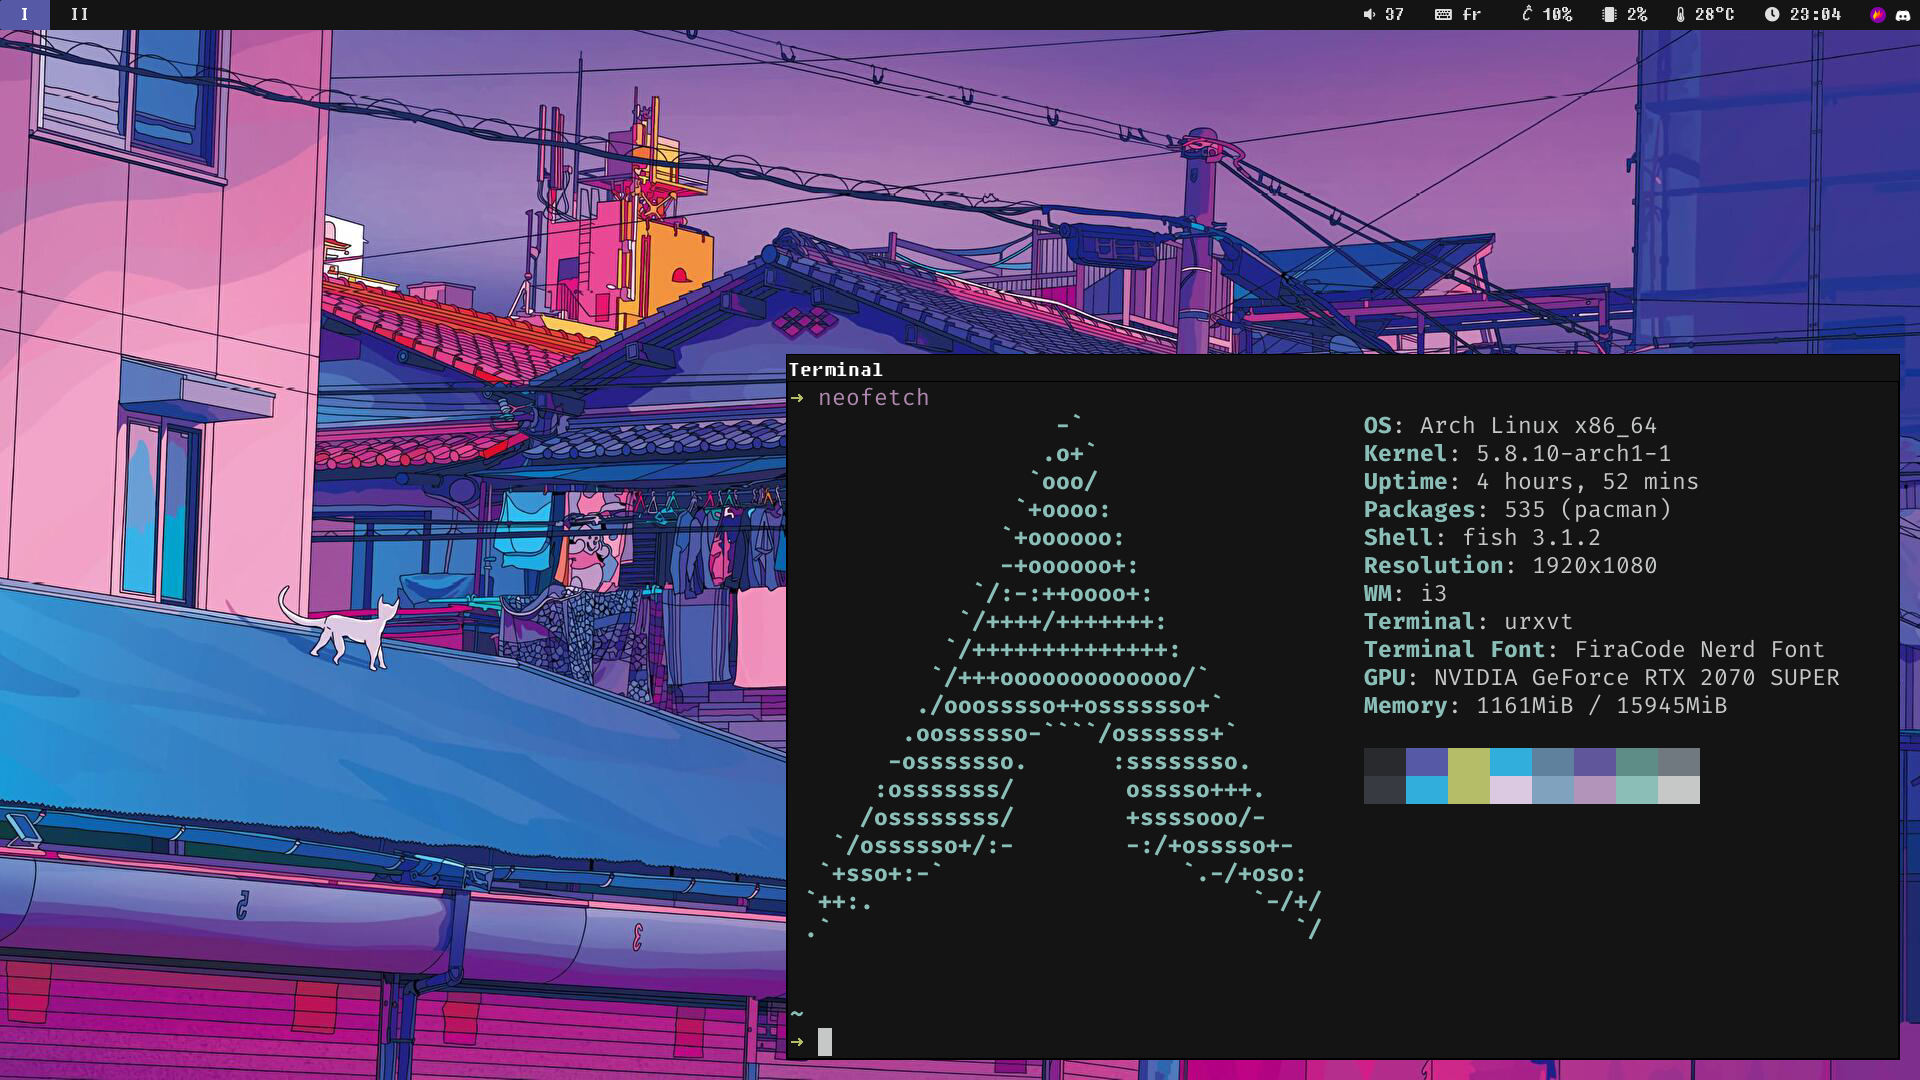 I II 37 fr 10% 2% 28°C 23:04
Terminal
→ neofetch
-`
.o+`
`ooo/
`+oooo:
`+oooooo:
-+oooooo+:
`/:-:++oooo+:
`/++++/+++++++:
`/++++++++++++++:
`/+++ooooooooooooo/`
./ooosssso++osssssso+`
.oossssso-````/ossssss+`
-osssssso. :ssssssso.
:osssssss/ osssso+++.
/ossssssss/ +ssssooo/-
`/ossssso+/:- -:/+osssso+-
`+sso+:-` `.-/+oso:
`++:. `-/+/
.` `/
OS: Arch Linux x86_64
Kernel: 5.8.10-arch1-1
Uptime: 4 hours, 52 mins
Packages: 535 (pacman)
Shell: fish 3.1.2
Resolution: 1920x1080
WM: i3
Terminal: urxvt
Terminal Font: FiraCode Nerd Font
GPU: NVIDIA GeForce RTX 2070 SUPER
Memory: 1161MiB / 15945MiB
~
→